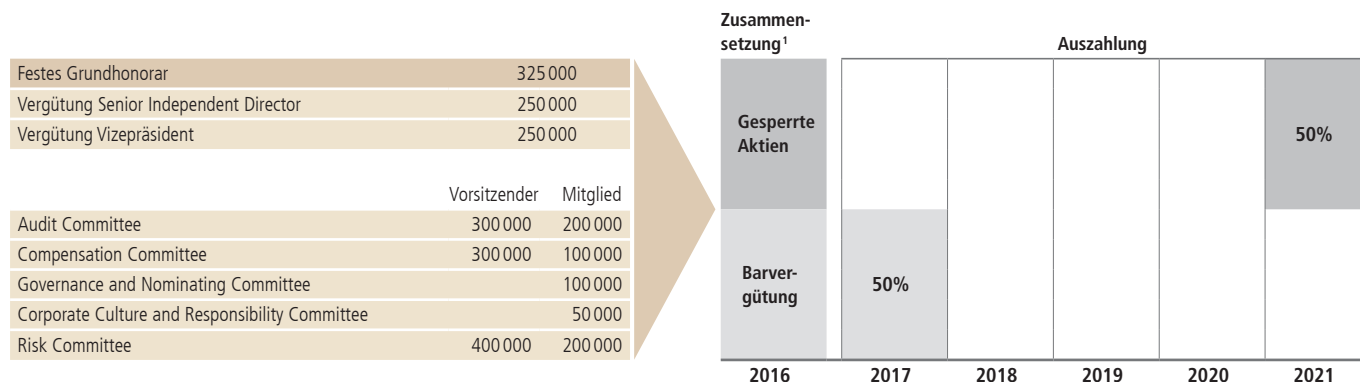 Festes Grundhonorar 325 000
Vergütung Senior Independent Director 250 000
Vergütung Vizepräsident 250 000
Vorsitzender Mitglied
Audit Committee 300 000 200 000
Compensation Committee 300 000 100 000
Governance and Nominating Committee 100 000
Corporate Culture and Responsibility Committee 50 000
Risk Committee 400 000 200 000
Zusammen-
setzung¹
Auszahlung
Gesperrte
Aktien
50%
Barver-
gütung
50%
2016 2017 2018 2019 2020 2021